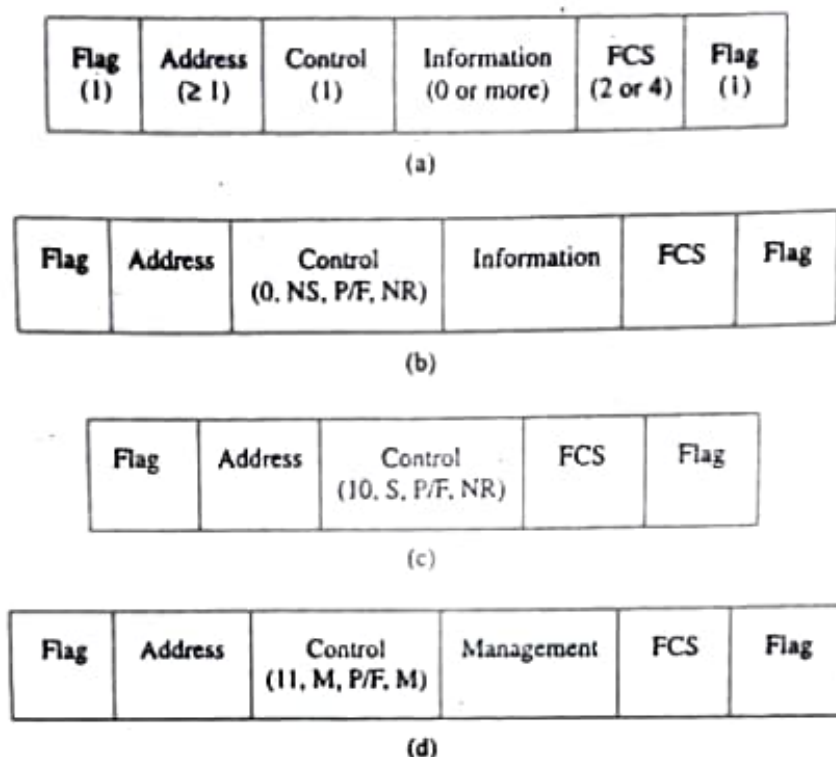 Flag Address Control Information FCS Flag
(1) (≥ 1) (1) (0 or more) (2 or 4) (1)
(a)
Flag Address Control Information FCS Flag
(0, NS, P/F, NR)
(b)
Flag Address Control FCS Flag
(10, S, P/F, NR)
(c)
Flag Address Control Management FCS Flag
(11, M, P/F, M)
(d)